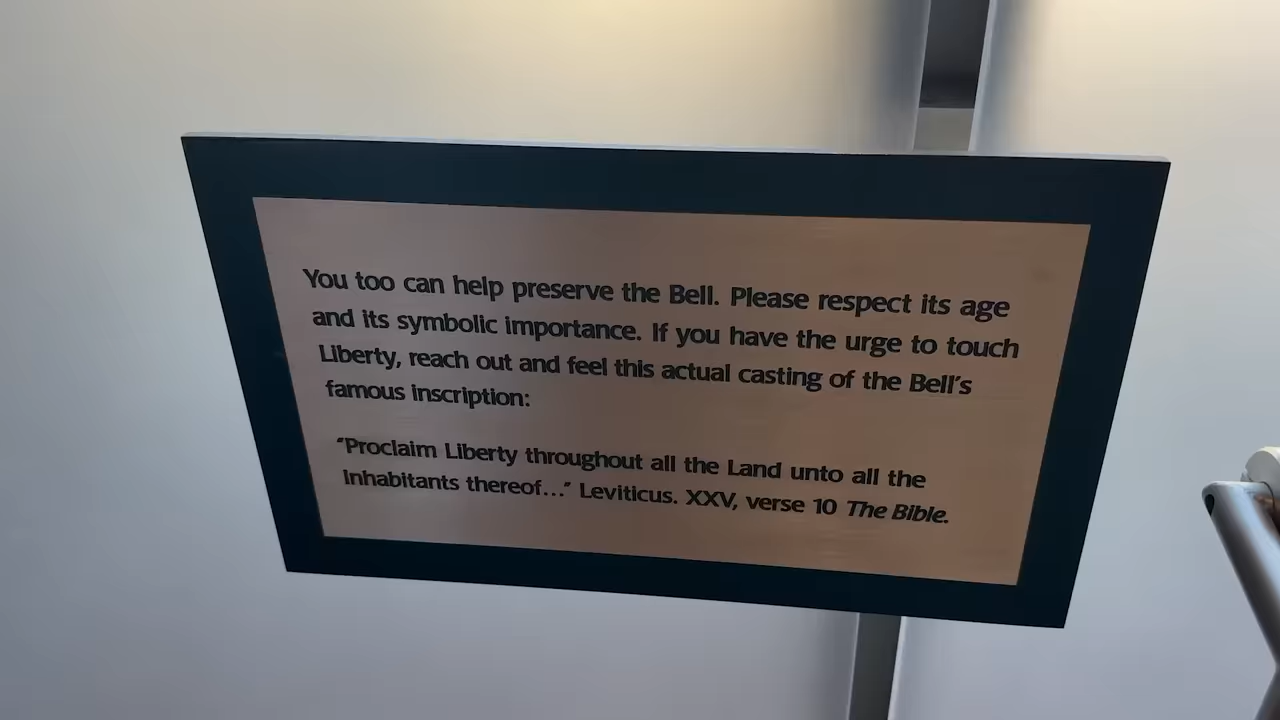 You too can help preserve the Bell. Please respect its age
and its symbolic importance. If you have the urge to touch
Liberty, reach out and feel this actual casting of the Bell's
famous inscription:
“Proclaim Liberty throughout all the Land unto all the
Inhabitants thereof...” Leviticus. XXV, verse 10 The Bible.